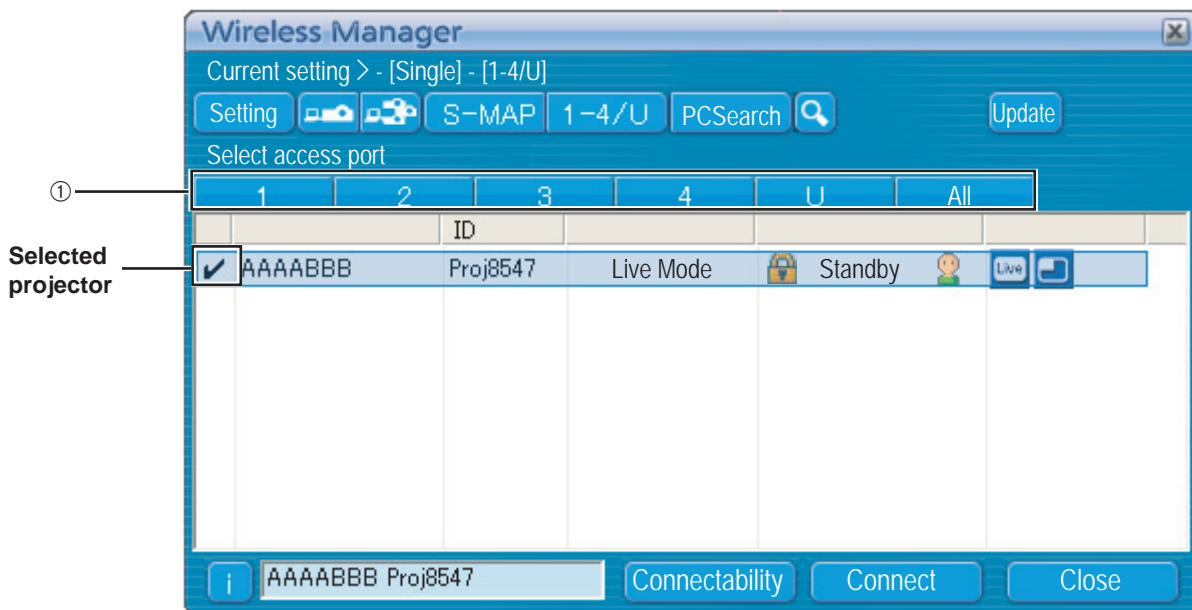 Wireless Manager
Current setting > - [Single] - [1-4/U]
Setting S-MAP 1-4/U PCSearch Update
Select access port
① 1 2 3 4 U All
ID
Selected projector
✔ AAAABBB Proj8547 Live Mode Standby Live
i AAAABBB Proj8547 Connectability Connect Close